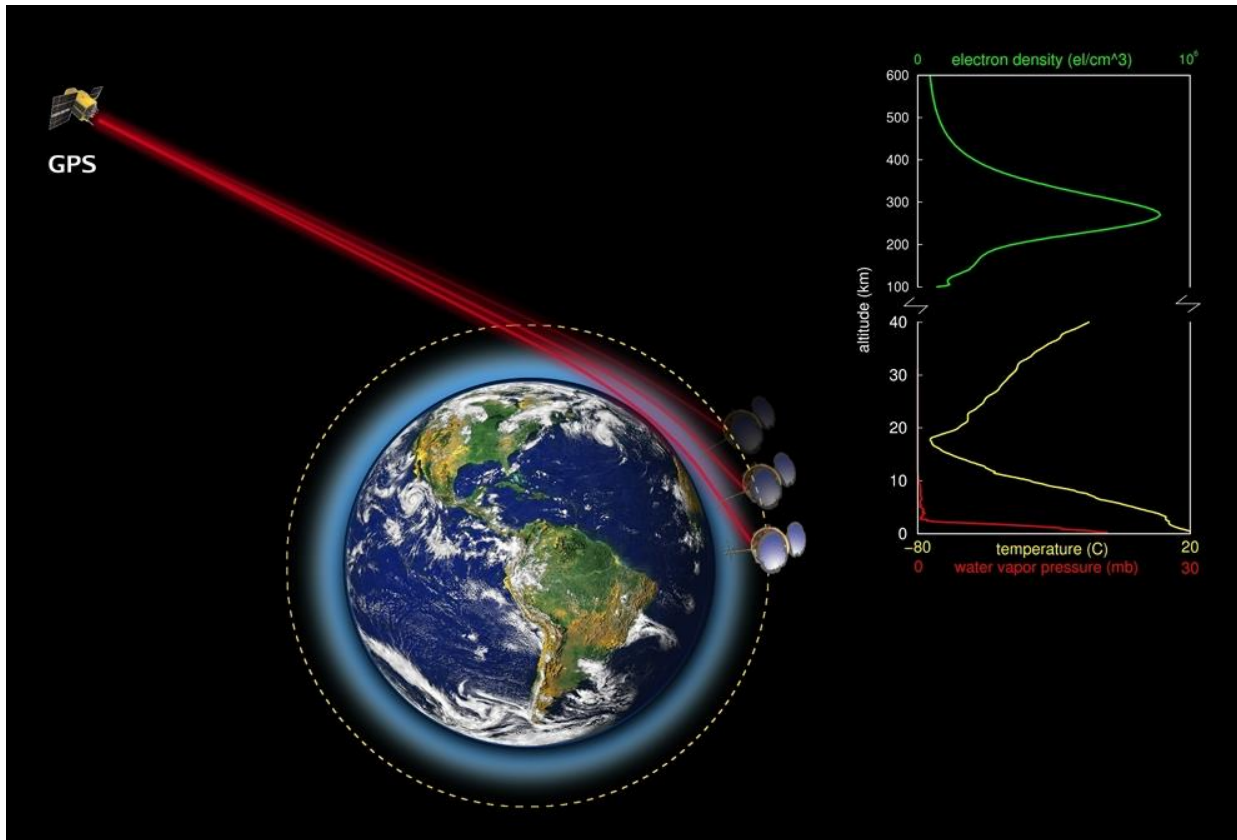 GPS
0 electron density (el/cm^3) 10⁶
600
500
400
300
200
100
altitude (km)
40
30
20
10
0
−80 temperature (C) 20
0 water vapor pressure (mb) 30